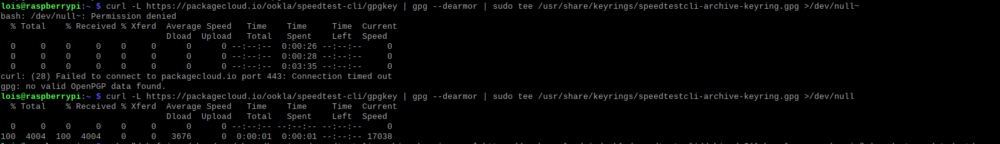 lois@raspberrypi:~ $ curl -L https://packagecloud.io/ookla/speedtest-cli/gpgkey | gpg --dearmor | sudo tee /usr/share/keyrings/speedtestcli-archive-keyring.gpg >/dev/null~
bash: /dev/null~: Permission denied
% Total % Received % Xferd Average Speed Time Time Time Current
Dload Upload Total Spent Left Speed
0 0 0 0 0 0 0 0 --:--:-- 0:00:26 --:--:-- 0
0 0 0 0 0 0 0 0 --:--:-- 0:00:28 --:--:-- 0
0 0 0 0 0 0 0 0 --:--:-- 0:03:35 --:--:-- 0
curl: (28) Failed to connect to packagecloud.io port 443: Connection timed out
gpg: no valid OpenPGP data found.
lois@raspberrypi:~ $ curl -L https://packagecloud.io/ookla/speedtest-cli/gpgkey | gpg --dearmor | sudo tee /usr/share/keyrings/speedtestcli-archive-keyring.gpg >/dev/null
% Total % Received % Xferd Average Speed Time Time Time Current
Dload Upload Total Spent Left Speed
0 0 0 0 0 0 0 0 --:--:-- --:--:-- --:--:-- 0
100 4004 100 4004 0 0 3676 0 0:00:01 0:00:01 --:--:-- 17038